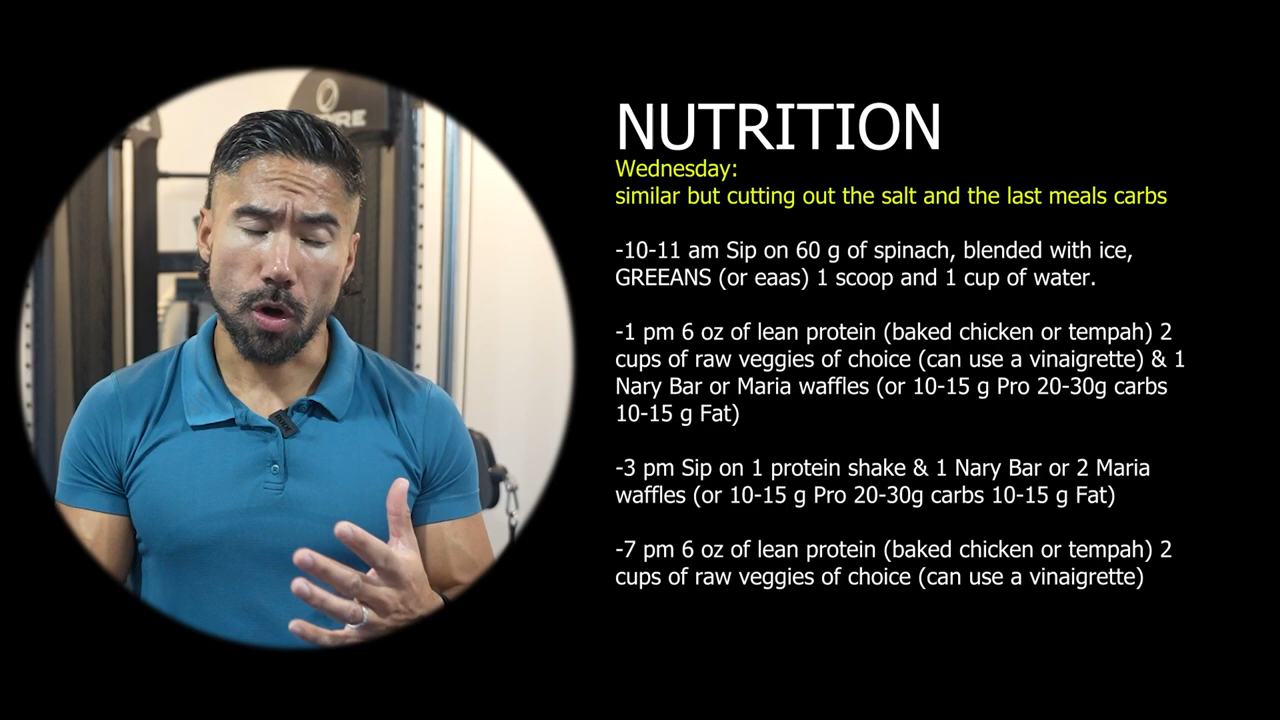 NUTRITION
Wednesday:
similar but cutting out the salt and the last meals carbs
-10-11 am Sip on 60 g of spinach, blended with ice,
GREEANS (or eaas) 1 scoop and 1 cup of water.
-1 pm 6 oz of lean protein (baked chicken or tempah) 2
cups of raw veggies of choice (can use a vinaigrette) & 1
Nary Bar or Maria waffles (or 10-15 g Pro 20-30g carbs
10-15 g Fat)
-3 pm Sip on 1 protein shake & 1 Nary Bar or 2 Maria
waffles (or 10-15 g Pro 20-30g carbs 10-15 g Fat)
-7 pm 6 oz of lean protein (baked chicken or tempah) 2
cups of raw veggies of choice (can use a vinaigrette)